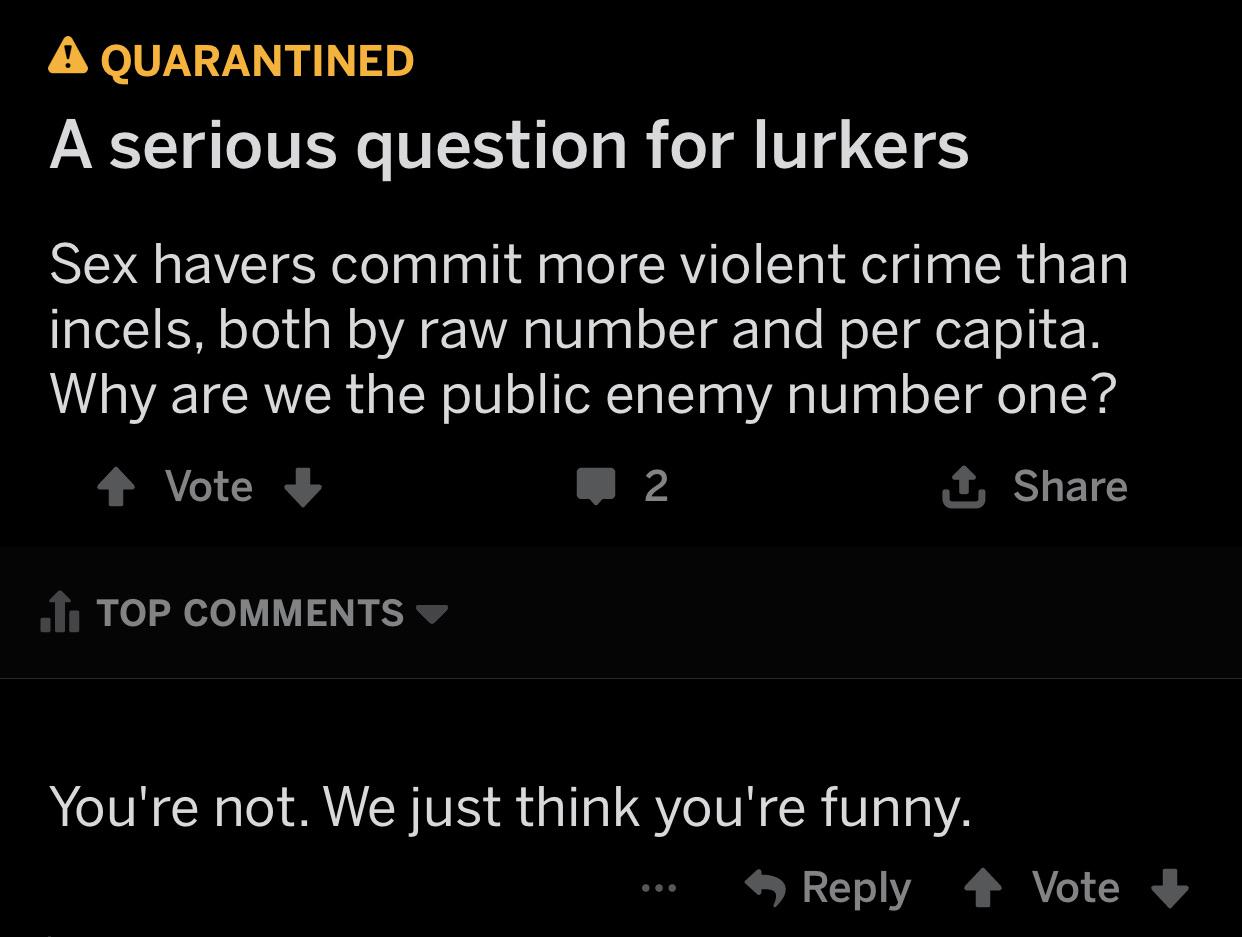 QUARANTINED
A serious question for lurkers
Sex havers commit more violent crime than
incels, both by raw number and per capita.
Why are we the public enemy number one?
Vote 2 Share
TOP COMMENTS
You're not. We just think you're funny.
... Reply Vote